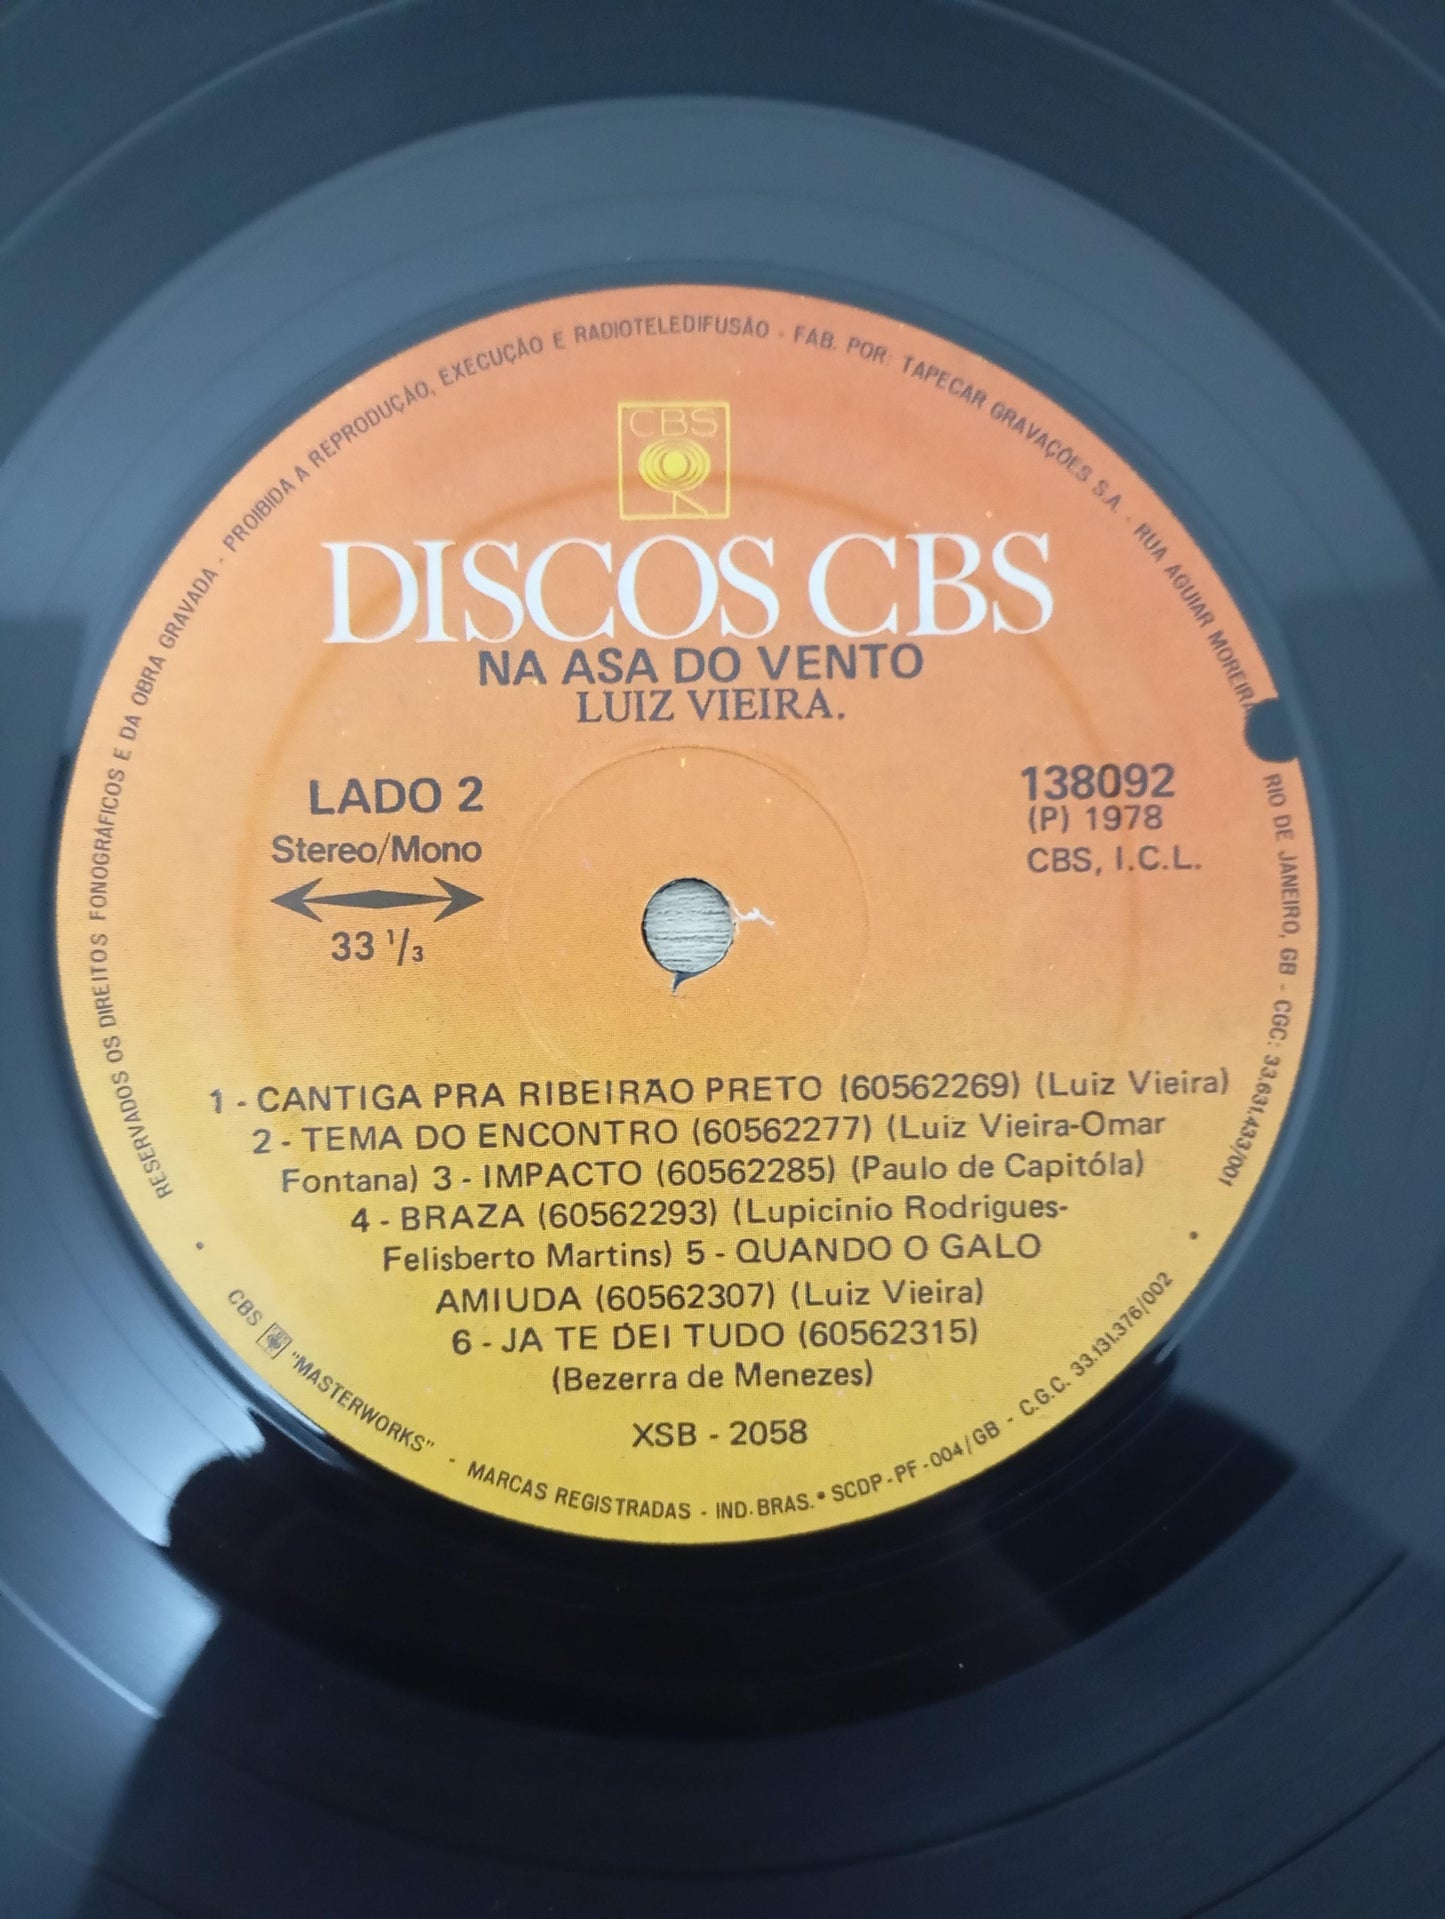 RESERVADOS OS DIREITOS FONOGRÁFICOS E DA OBRA GRAVADA - PROIBIDA A REPRODUÇÃO, EXECUÇÃO E RADIOTELEDIFUSÃO - FAB. POR: TAPECAR GRAVAÇÕES S.A. - RUA AGUIAR MOREIRA
RIO DE JANEIRO, GB - CGC: 33.631.433/001
CBS
DISCOS CBS
NA ASA DO VENTO
LUIZ VIEIRA.
LADO 2
Stereo/Mono
33 1/3
138092
(P) 1978
CBS, I.C.L.
1 - CANTIGA PRA RIBEIRÃO PRETO (60562269) (Luiz Vieira)
2 - TEMA DO ENCONTRO (60562277) (Luiz Vieira-Omar
Fontana) 3 - IMPACTO (60562285) (Paulo de Capitóla)
4 - BRAZA (60562293) (Lupicinio Rodrigues-
Felisberto Martins) 5 - QUANDO O GALO
AMIUDA (60562307) (Luiz Vieira)
6 - JA TE DEI TUDO (60562315)
(Bezerra de Menezes)
XSB - 2058
CBS "MASTERWORKS" - MARCAS REGISTRADAS - IND. BRAS. • SCDP-PF-004/GB - C.G.C. 33.131.376/002